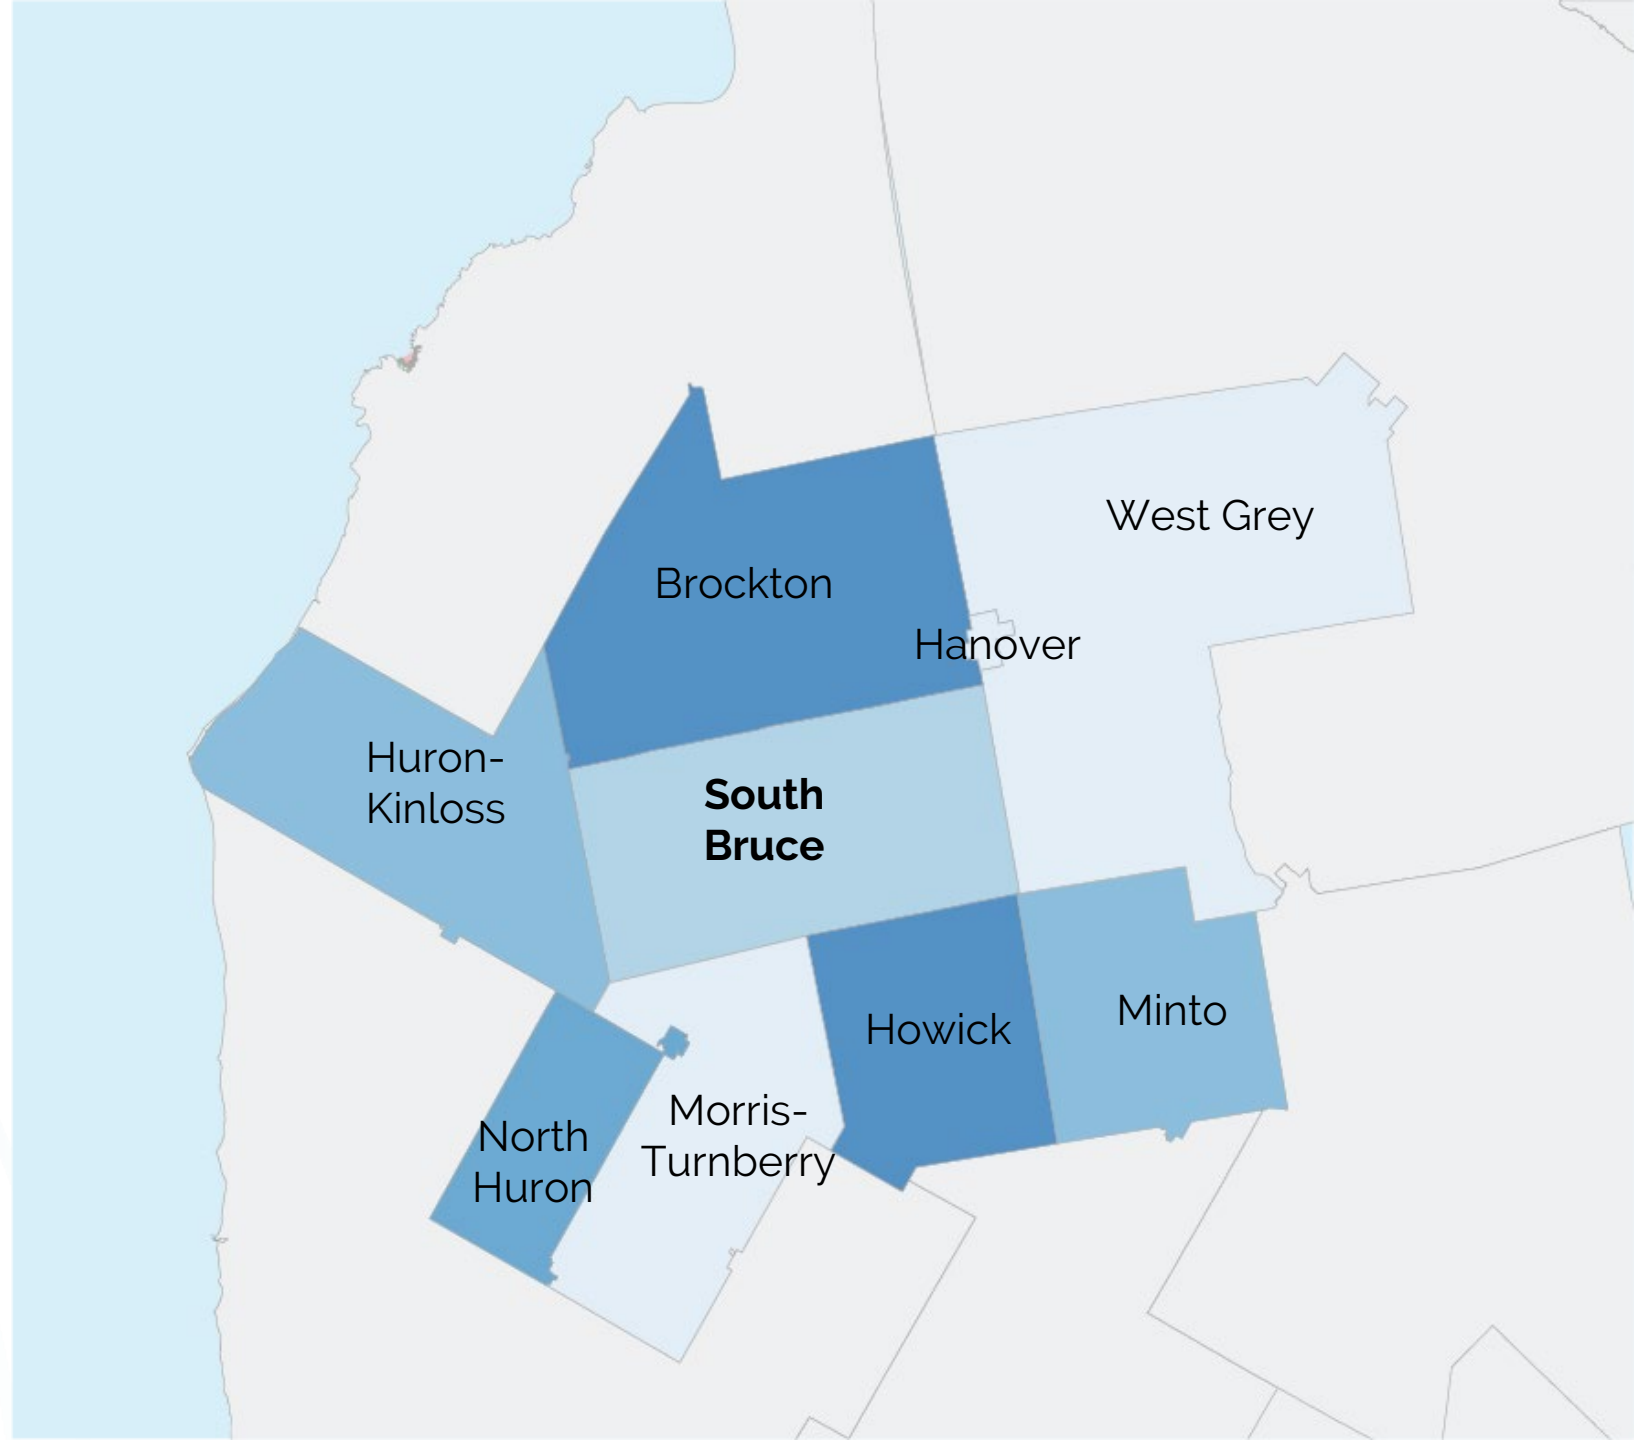 West Grey
Brockton
Hanover
Huron-
Kinloss
South
Bruce
Minto
Howick
Morris-
Turnberry
North
Huron